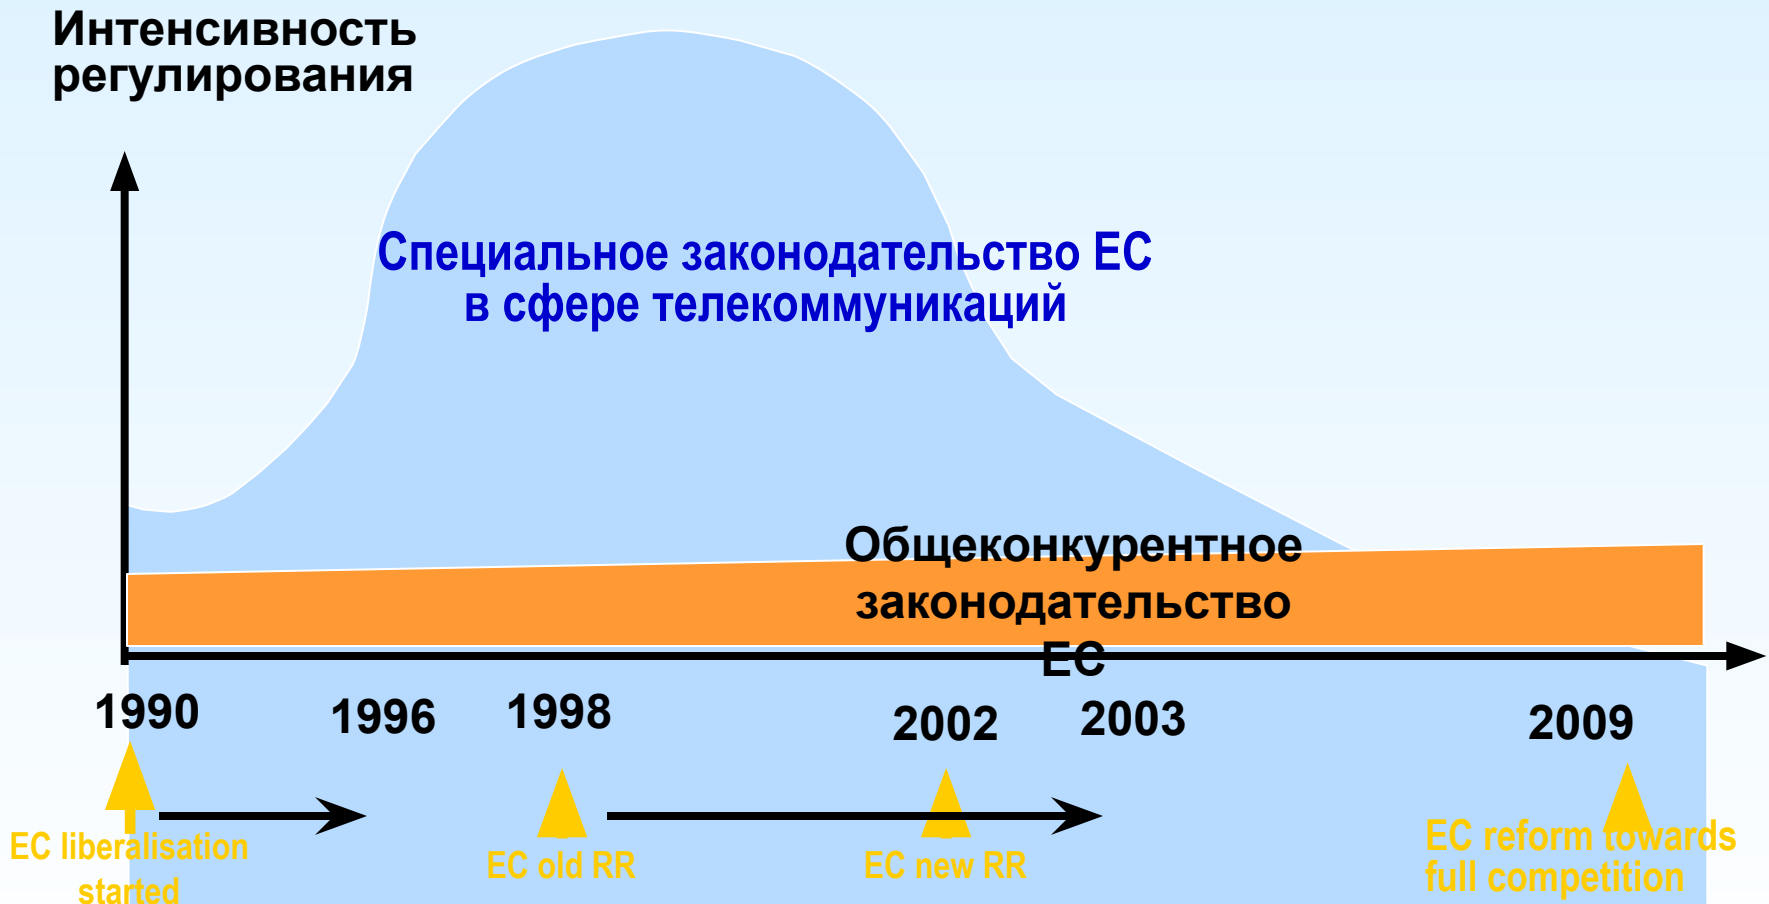 Интенсивность
регулирования
Специальное законодательство ЕС
в сфере телекоммуникаций
Общеконкурентное
законодательство
ЕС
1990
1996
1998
2002
2003
2009
EC liberalisation
started
EC old RR
EC new RR
EC reform towards
full competition